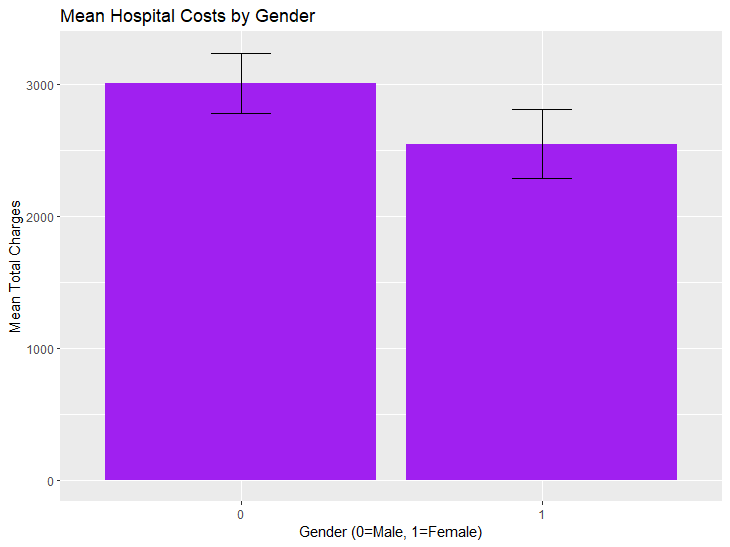 Mean Hospital Costs by Gender
Mean Total Charges
3000
2000
1000
0
0
1
Gender (0=Male, 1=Female)